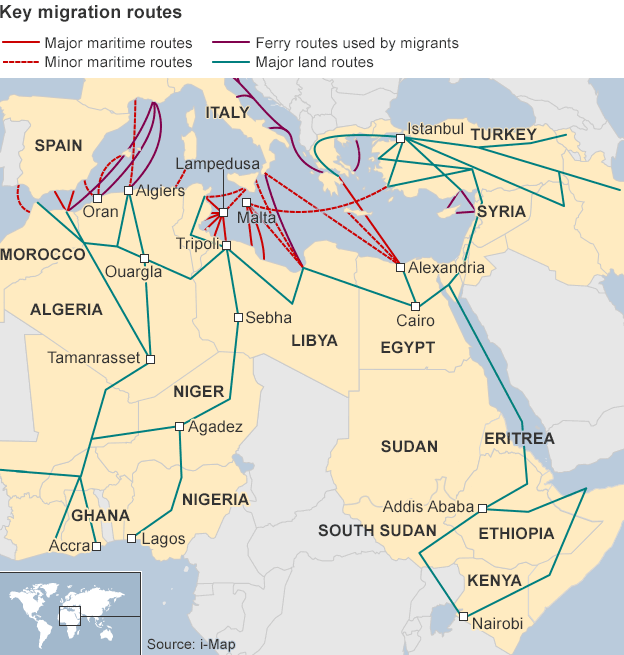 Key migration routes
Major maritime routes
Ferry routes used by migrants
Minor maritime routes
Major land routes
ITALY
Istanbul
TURKEY
SPAIN
Lampedusa
Algiers
Oran
Malta
SYRIA
Tripoli
MOROCCO
Ouargla
Alexandria
ALGERIA
Sebha
Cairo
LIBYA
EGYPT
Tamanrasset
NIGER
Agadez
SUDAN
ERITREA
NIGERIA
Addis Ababa
GHANA
SOUTH SUDAN
ETHIOPIA
Accra
Lagos
KENYA
Nairobi
Source: i-Map